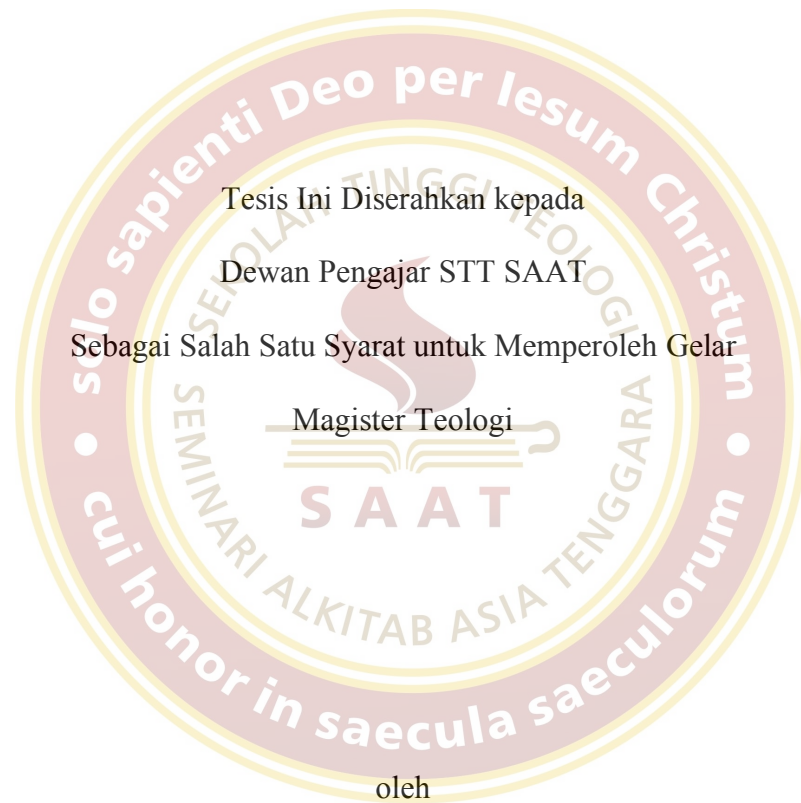 solo sapienti Deo per Iesum Christum
SEKOLAH TINGGI TEOLOGI
Tesis Ini Diserahkan kepada
Dewan Pengajar STT SAAT
Sebagai Salah Satu Syarat untuk Memperoleh Gelar
Magister Teologi
SAAT
SEMINARI ALKITAB ASIA TENGGARA
cui honor in saecula saeculorum
oleh